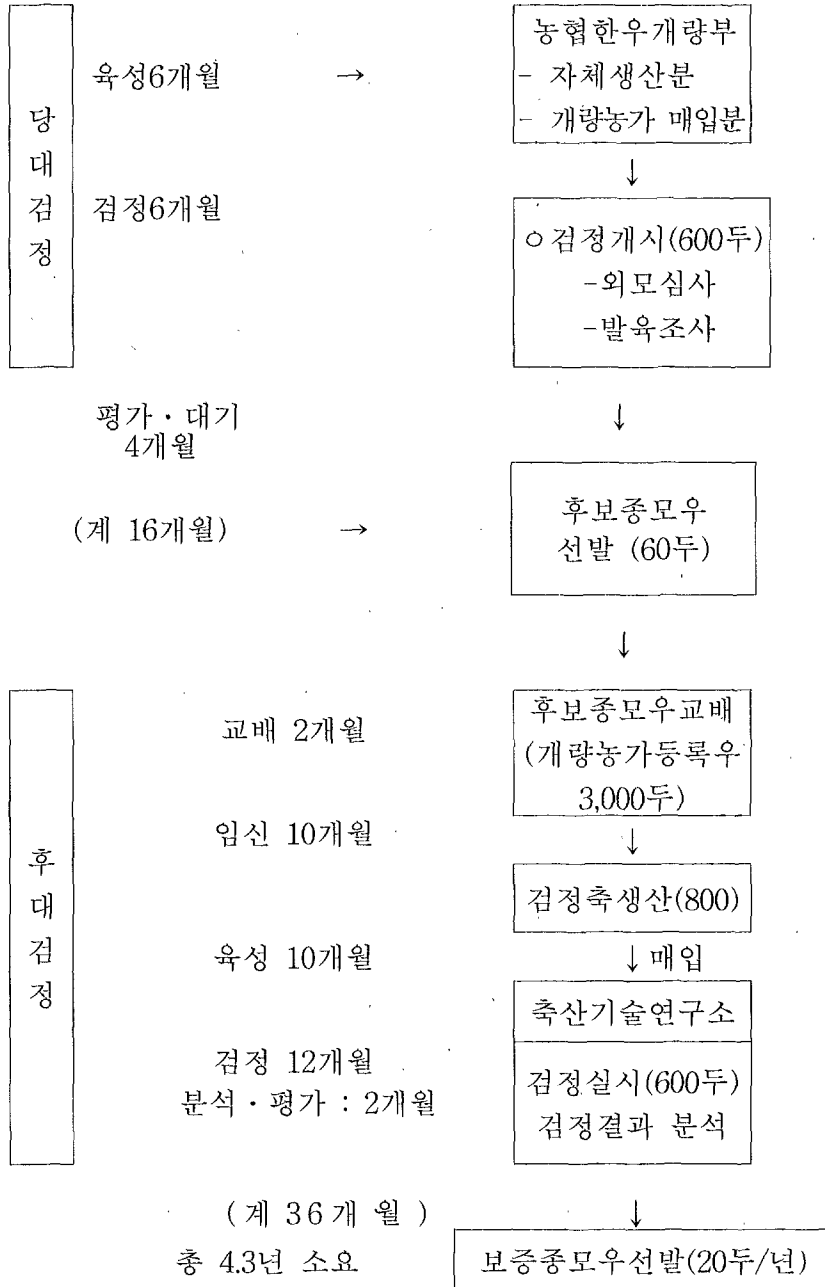 당대검정
육성6개월 →
농협한우개량부
- 자체생산분
- 개량농가 매입분
↓
검정6개월
○검정개시(600두)
-외모심사
-발육조사
평가·대기
4개월
↓
(계 16개월) →
후보종모우
선발 (60두)
↓
후대검정
교배 2개월
후보종모우교배
(개량농가등록우
3,000두)
임신 10개월
↓
검정축생산(800)
육성 10개월
↓매입
축산기술연구소
검정 12개월
분석·평가 : 2개월
검정실시(600두)
검정결과 분석
(계 36개 월 )
↓
총 4.3년 소요
보증종모우선발(20두/년)